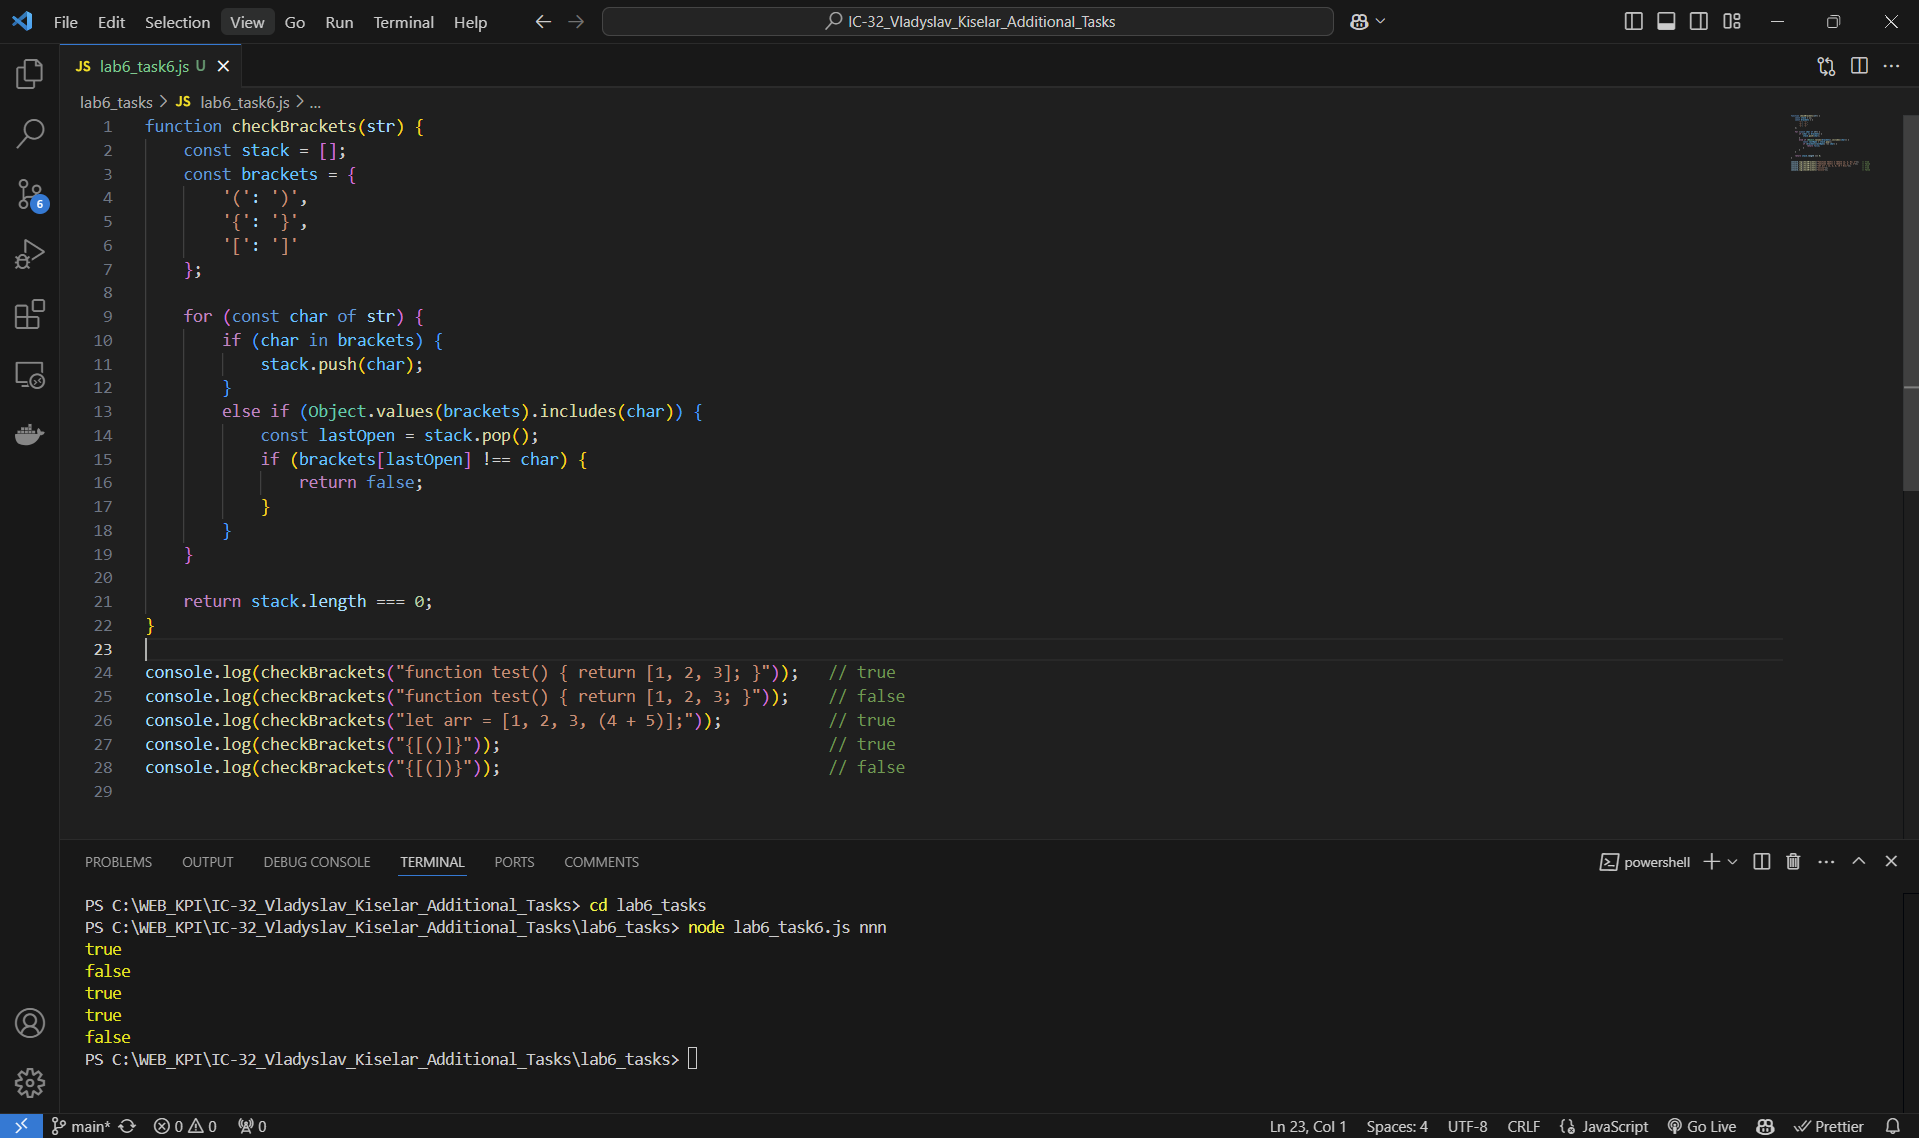 File Edit Selection View Go Run Terminal Help IC-32_Vladyslav_Kiselar_Additional_Tasks
JS lab6_task6.js U
lab6_tasks > JS lab6_task6.js > ...
1 function checkBrackets(str) {
2 const stack = [];
3 const brackets = {
4 '(': ')',
5 '{': '}',
6 '[': ']'
7 };
8
9 for (const char of str) {
10 if (char in brackets) {
11 stack.push(char);
12 }
13 else if (Object.values(brackets).includes(char)) {
14 const lastOpen = stack.pop();
15 if (brackets[lastOpen] !== char) {
16 return false;
17 }
18 }
19 }
20
21 return stack.length === 0;
22 }
23
24 console.log(checkBrackets("function test() { return [1, 2, 3]; }")); // true
25 console.log(checkBrackets("function test() { return [1, 2, 3; }")); // false
26 console.log(checkBrackets("let arr = [1, 2, 3, (4 + 5)];")); // true
27 console.log(checkBrackets("{[()]}")); // true
28 console.log(checkBrackets("{[(])}")); // false
29
6
PROBLEMS OUTPUT DEBUG CONSOLE TERMINAL PORTS COMMENTS powershell
PS C:\WEB_KPI\IC-32_Vladyslav_Kiselar_Additional_Tasks> cd lab6_tasks
PS C:\WEB_KPI\IC-32_Vladyslav_Kiselar_Additional_Tasks\lab6_tasks> node lab6_task6.js nnn
true
false
true
true
false
PS C:\WEB_KPI\IC-32_Vladyslav_Kiselar_Additional_Tasks\lab6_tasks>
main* 0 0 0 Ln 23, Col 1 Spaces: 4 UTF-8 CRLF {} JavaScript Go Live Prettier